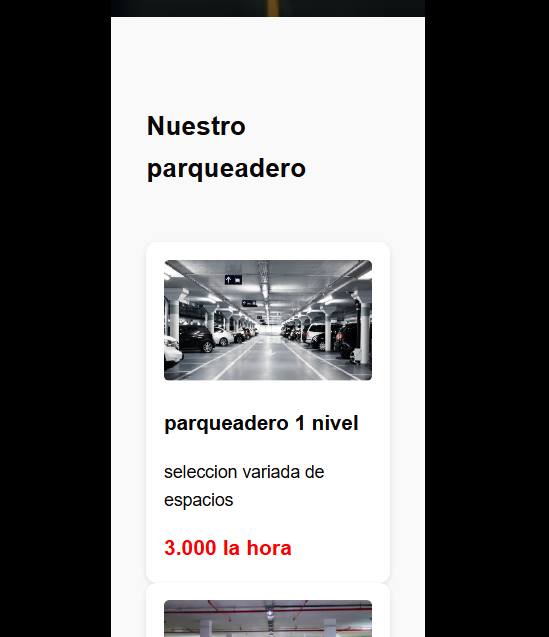 Nuestro
parqueadero
parqueadero 1 nivel
seleccion variada de
espacios
3.000 la hora